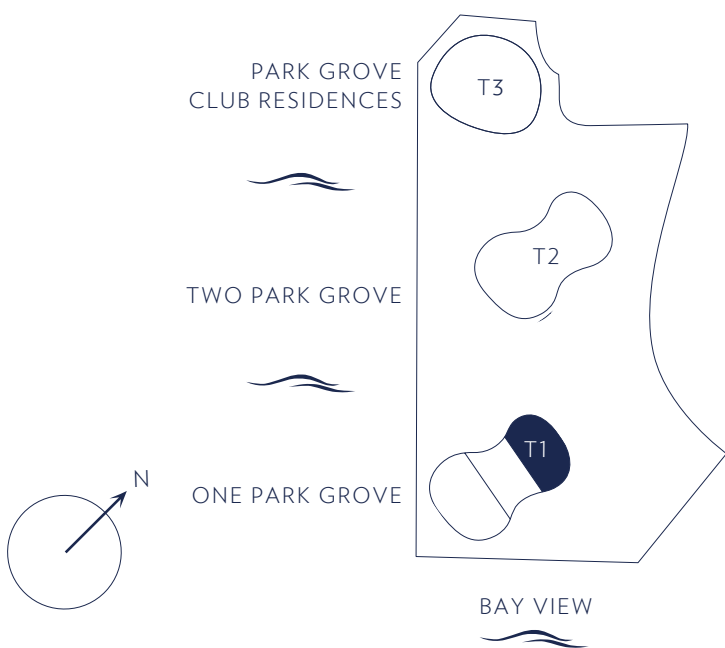 PARK GROVE
CLUB RESIDENCES
T3
T2
TWO PARK GROVE
T1
N
ONE PARK GROVE
BAY VIEW